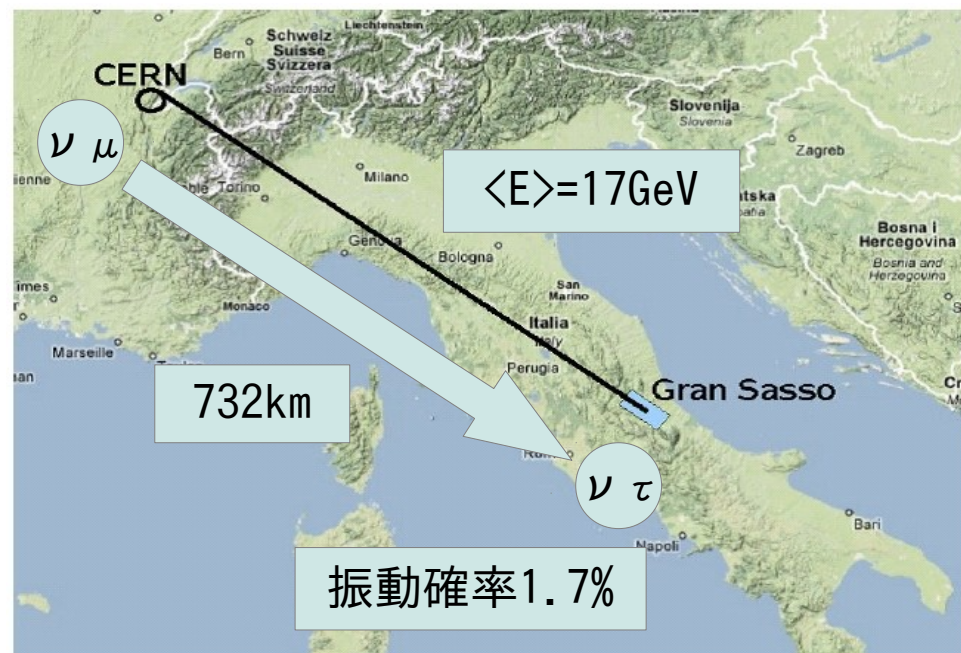 Liechtenstein
Schweiz
Suisse
Svizzera
Switzerland
Bern
CERN
Slovenija
Slovenia
Zagreb
ν μ
Milano
Torino
<E>=17GeV
Bosna i
Hercegovina
Bosnia and
Herzegovina
Genova
Bologna
San
Marino
Monaco
Italia
Italy
Marseille
Perugia
732km
Gran Sasso
ν τ
Bari
Napoli
振動確率1.7%